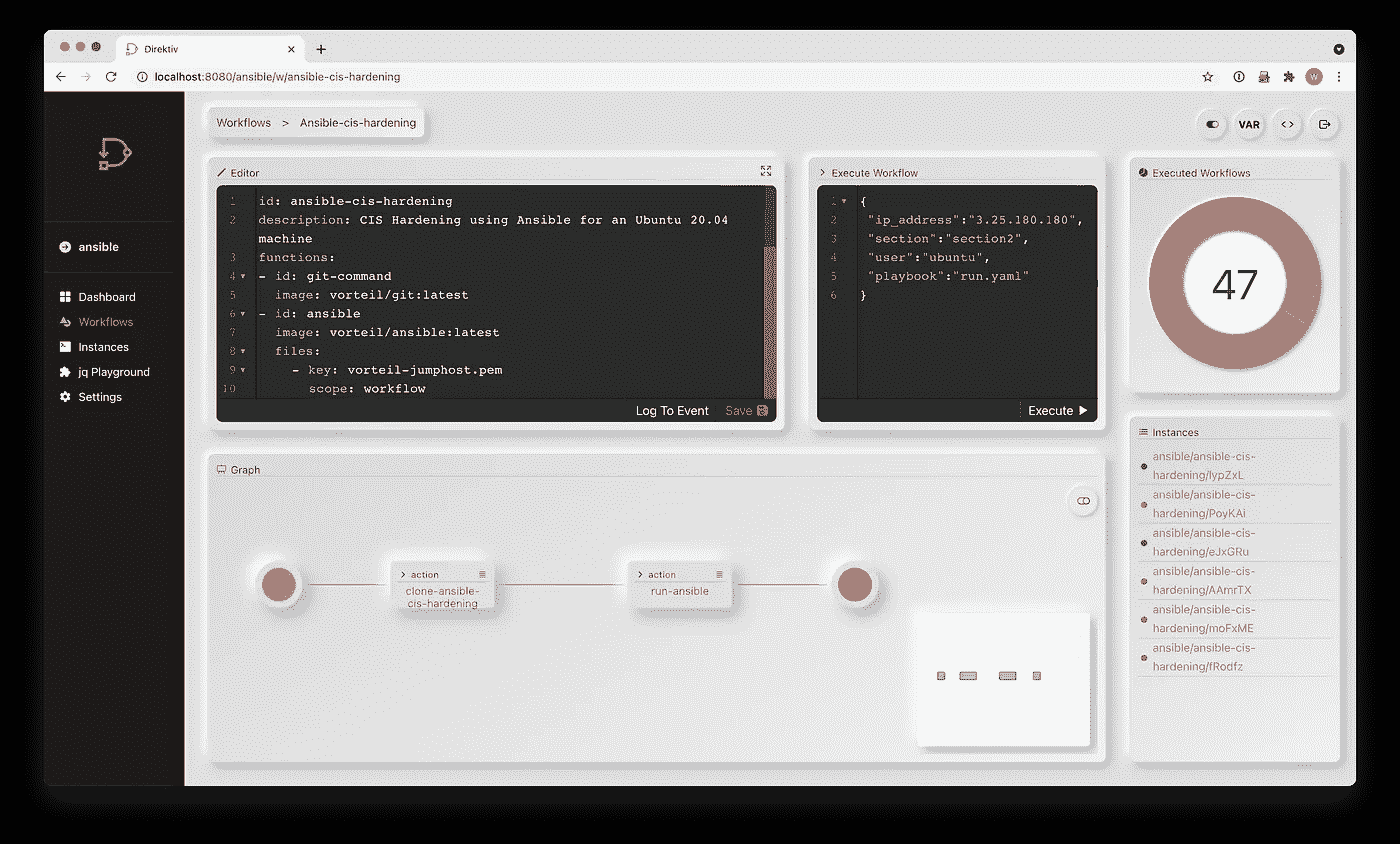 Direktiv
localhost:8080/ansible/w/ansible-cis-hardening
W
Workflows > Ansible-cis-hardening
VAR
ansible
Dashboard
Workflows
Instances
jq Playground
Settings
Editor
1 id: ansible-cis-hardening
2 description: CIS Hardening using Ansible for an Ubuntu 20.04
machine
3 functions:
4 - id: git-command
5 image: vorteil/git:latest
6 - id: ansible
7 image: vorteil/ansible:latest
8 files:
9 - key: vorteil-jumphost.pem
10 scope: workflow
Log To Event Save
Execute Workflow
1 {
2 "ip_address":"3.25.180.180",
3 "section":"section2",
4 "user":"ubuntu",
5 "playbook":"run.yaml"
6 }
Execute
Executed Workflows
47
Graph
action
clone-ansible-
cis-hardening
action
run-ansible
Instances
ansible/ansible-cis-
hardening/IypZxL
ansible/ansible-cis-
hardening/PoyKAi
ansible/ansible-cis-
hardening/eJxGRu
ansible/ansible-cis-
hardening/AAmrTX
ansible/ansible-cis-
hardening/moFxME
ansible/ansible-cis-
hardening/fRodfz